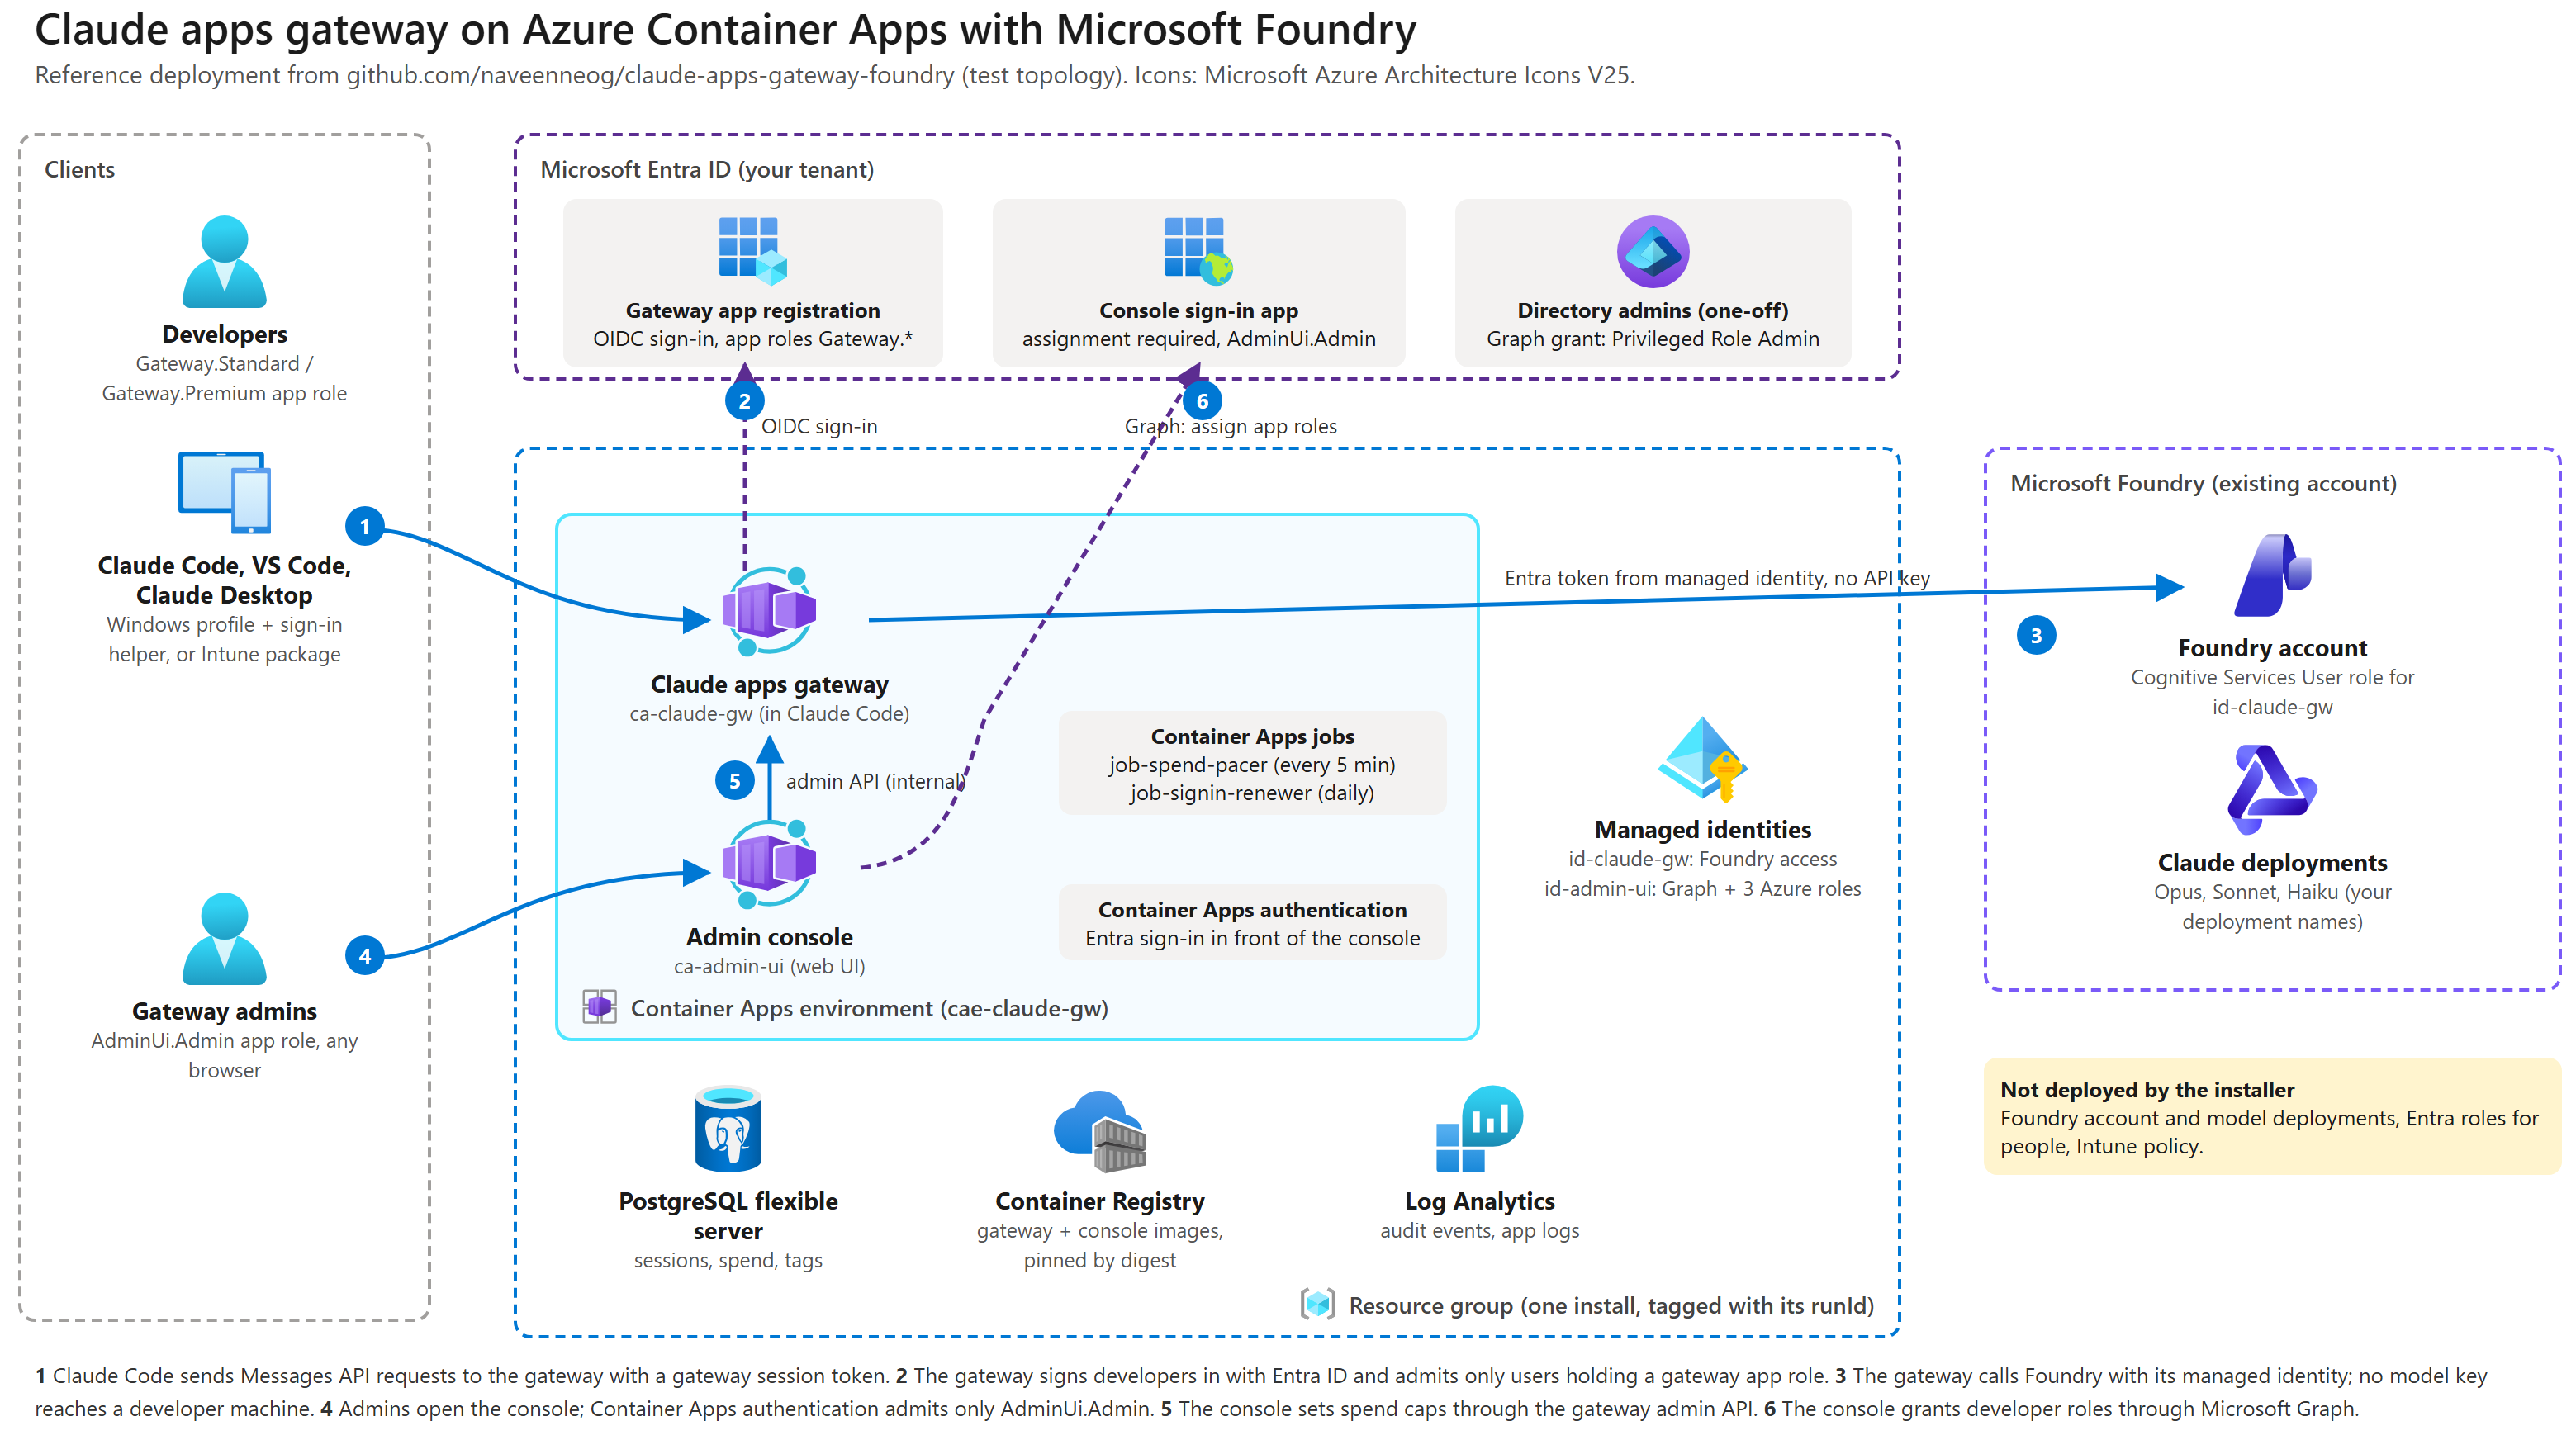 Claude apps gateway on Azure Container Apps with Microsoft Foundry
Reference deployment from github.com/naveenneog/claude-apps-gateway-foundry (test topology). Icons: Microsoft Azure Architecture Icons V25.
Clients
Developers
Gateway.Standard /
Gateway.Premium app role
Claude Code, VS Code,
Claude Desktop
Windows profile + sign-in
helper, or Intune package
Gateway admins
AdminUi.Admin app role, any
browser
1
4
Microsoft Entra ID (your tenant)
Gateway app registration
OIDC sign-in, app roles Gateway.*
Console sign-in app
assignment required, AdminUi.Admin
Directory admins (one-off)
Graph grant: Privileged Role Admin
2
OIDC sign-in
6
Graph: assign app roles
Claude apps gateway
ca-claude-gw (in Claude Code)
5
admin API (internal)
Admin console
ca-admin-ui (web UI)
Container Apps jobs
job-spend-pacer (every 5 min)
job-signin-renewer (daily)
Container Apps authentication
Entra sign-in in front of the console
Container Apps environment (cae-claude-gw)
Entra token from managed identity, no API key
Managed identities
id-claude-gw: Foundry access
id-admin-ui: Graph + 3 Azure roles
PostgreSQL flexible
server
sessions, spend, tags
Container Registry
gateway + console images,
pinned by digest
Log Analytics
audit events, app logs
Resource group (one install, tagged with its runId)
Microsoft Foundry (existing account)
3
Foundry account
Cognitive Services User role for
id-claude-gw
Claude deployments
Opus, Sonnet, Haiku (your
deployment names)
Not deployed by the installer
Foundry account and model deployments, Entra roles for
people, Intune policy.
1 Claude Code sends Messages API requests to the gateway with a gateway session token. 2 The gateway signs developers in with Entra ID and admits only users holding a gateway app role. 3 The gateway calls Foundry with its managed identity; no model key
reaches a developer machine. 4 Admins open the console; Container Apps authentication admits only AdminUi.Admin. 5 The console sets spend caps through the gateway admin API. 6 The console grants developer roles through Microsoft Graph.